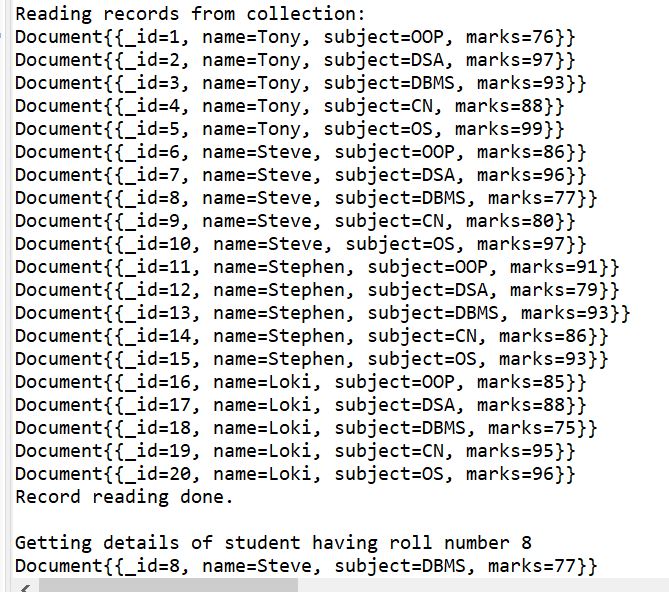 Reading records from collection:
Document{{_id=1, name=Tony, subject=OOP, marks=76}}
Document{{_id=2, name=Tony, subject=DSA, marks=97}}
Document{{_id=3, name=Tony, subject=DBMS, marks=93}}
Document{{_id=4, name=Tony, subject=CN, marks=88}}
Document{{_id=5, name=Tony, subject=OS, marks=99}}
Document{{_id=6, name=Steve, subject=OOP, marks=86}}
Document{{_id=7, name=Steve, subject=DSA, marks=96}}
Document{{_id=8, name=Steve, subject=DBMS, marks=77}}
Document{{_id=9, name=Steve, subject=CN, marks=80}}
Document{{_id=10, name=Steve, subject=OS, marks=97}}
Document{{_id=11, name=Stephen, subject=OOP, marks=91}}
Document{{_id=12, name=Stephen, subject=DSA, marks=79}}
Document{{_id=13, name=Stephen, subject=DBMS, marks=93}}
Document{{_id=14, name=Stephen, subject=CN, marks=86}}
Document{{_id=15, name=Stephen, subject=OS, marks=93}}
Document{{_id=16, name=Loki, subject=OOP, marks=85}}
Document{{_id=17, name=Loki, subject=DSA, marks=88}}
Document{{_id=18, name=Loki, subject=DBMS, marks=75}}
Document{{_id=19, name=Loki, subject=CN, marks=95}}
Document{{_id=20, name=Loki, subject=OS, marks=96}}
Record reading done.
Getting details of student having roll number 8
Document{{_id=8, name=Steve, subject=DBMS, marks=77}}